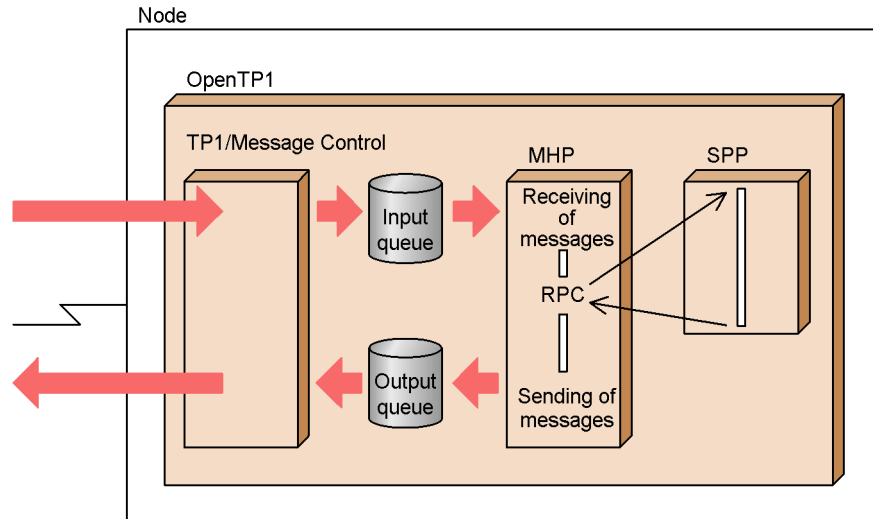 Node
OpenTP1
TP1/Message Control
MHP
SPP
Input
queue
Receiving
of
messages
RPC
Output
queue
Sending of
messages